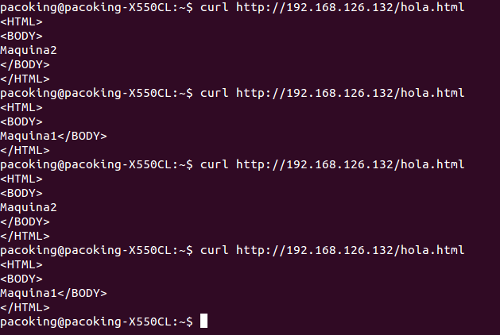 pacoking@pacoking-X550CL:~$ curl http://192.168.126.132/hola.html
<HTML>
<BODY>
Maquina2
</BODY>
</HTML>
pacoking@pacoking-X550CL:~$ curl http://192.168.126.132/hola.html
<HTML>
<BODY>
Maquina1</BODY>
</HTML>
pacoking@pacoking-X550CL:~$ curl http://192.168.126.132/hola.html
<HTML>
<BODY>
Maquina2
</BODY>
</HTML>
pacoking@pacoking-X550CL:~$ curl http://192.168.126.132/hola.html
<HTML>
<BODY>
Maquina1</BODY>
</HTML>
pacoking@pacoking-X550CL:~$